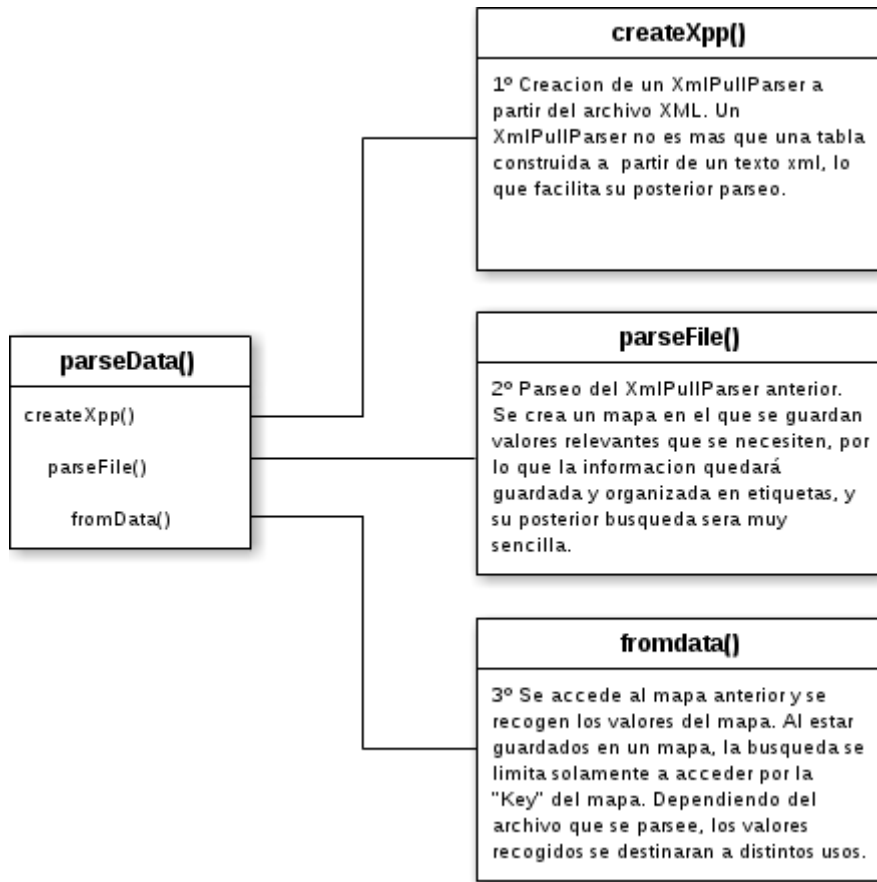 createXpp()
1º Creacion de un XmlPullParser a
partir del archivo XML. Un
XmlPullParser no es mas que una tabla
construida a partir de un texto xml, lo
que facilita su posterior parseo.
parseData()
createXpp()
parseFile()
fromData()
parseFile()
2º Parseo del XmlPullParser anterior.
Se crea un mapa en el que se guardan
valores relevantes que se necesiten, por
lo que la informacion quedará
guardada y organizada en etiquetas, y
su posterior busqueda sera muy
sencilla.
fromdata()
3º Se accede al mapa anterior y se
recogen los valores del mapa. Al estar
guardados en un mapa, la busqueda se
limita solamente a acceder por la
"Key" del mapa. Dependiendo del
archivo que se parsee, los valores
recogidos se destinaran a distintos usos.